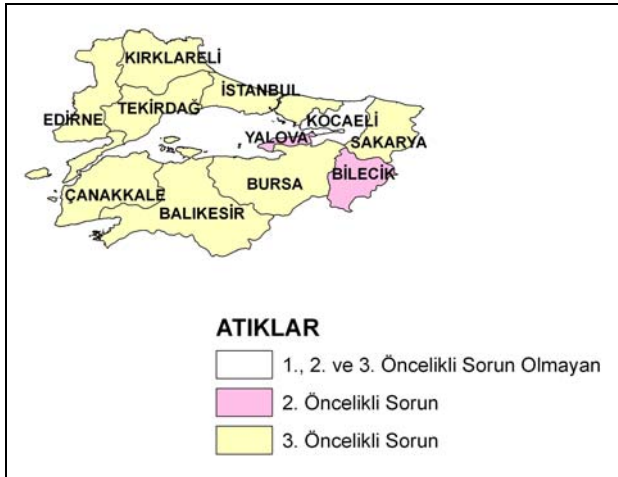 KIRKLARELİ
İSTANBUL
TEKİRDAĞ
EDİRNE
KOCAELİ
YALOVA
SAKARYA
BİLECİK
BURSA
ÇANAKKALE
BALIKESİR
ATIKLAR
1., 2. ve 3. Öncelikli Sorun Olmayan
2. Öncelikli Sorun
3. Öncelikli Sorun